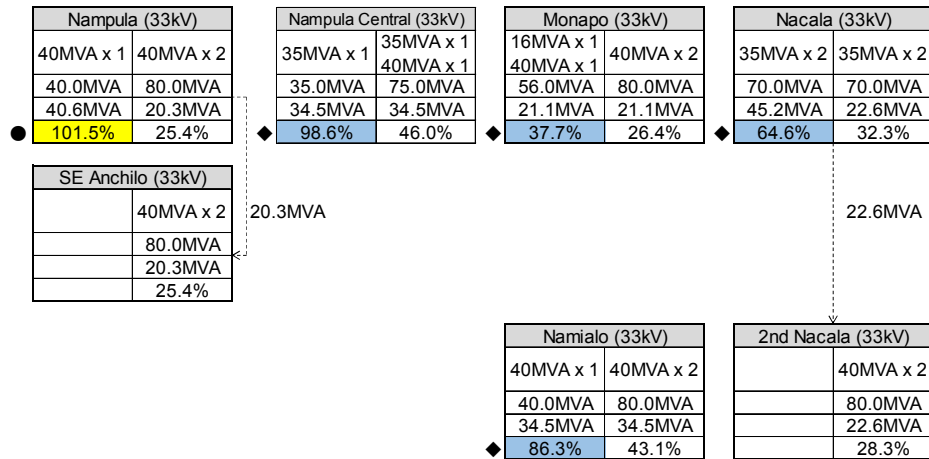 Nampula (33kV)
40MVA x 1 40MVA x 2
40.0MVA 80.0MVA
40.6MVA 20.3MVA
● 101.5% 25.4%
Nampula Central (33kV)
35MVA x 1 35MVA x 1
40MVA x 1
35.0MVA 75.0MVA
34.5MVA 34.5MVA
◆ 98.6% 46.0%
Monapo (33kV)
16MVA x 1
40MVA x 1 40MVA x 2
56.0MVA 80.0MVA
21.1MVA 21.1MVA
◆ 37.7% 26.4%
Nacala (33kV)
35MVA x 2 35MVA x 2
70.0MVA 70.0MVA
45.2MVA 22.6MVA
◆ 64.6% 32.3%
SE Anchilo (33kV)
40MVA x 2
80.0MVA
20.3MVA
25.4%
20.3MVA
22.6MVA
Namialo (33kV)
40MVA x 1 40MVA x 2
40.0MVA 80.0MVA
34.5MVA 34.5MVA
◆ 86.3% 43.1%
2nd Nacala (33kV)
40MVA x 2
80.0MVA
22.6MVA
28.3%